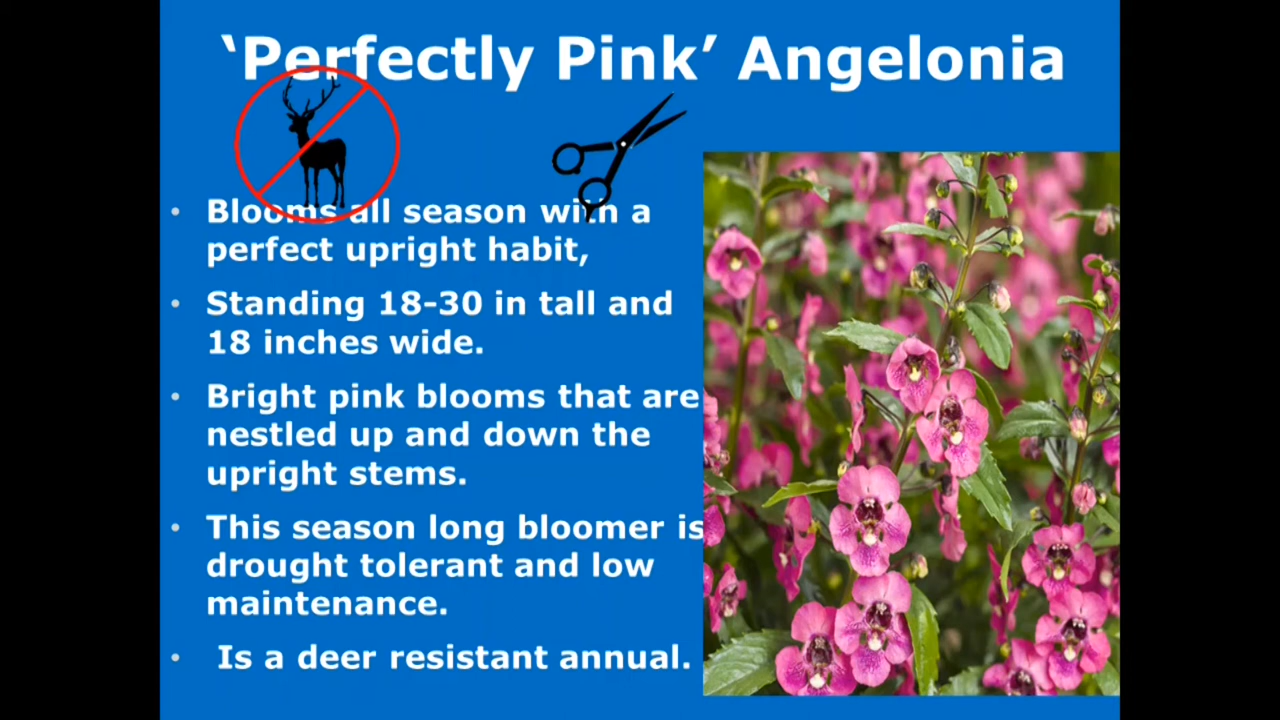 ‘Perfectly Pink’ Angelonia
• Blooms all season with a
perfect upright habit,
• Standing 18-30 in tall and
18 inches wide.
• Bright pink blooms that are
nestled up and down the
upright stems.
• This season long bloomer is
drought tolerant and low
maintenance.
• Is a deer resistant annual.